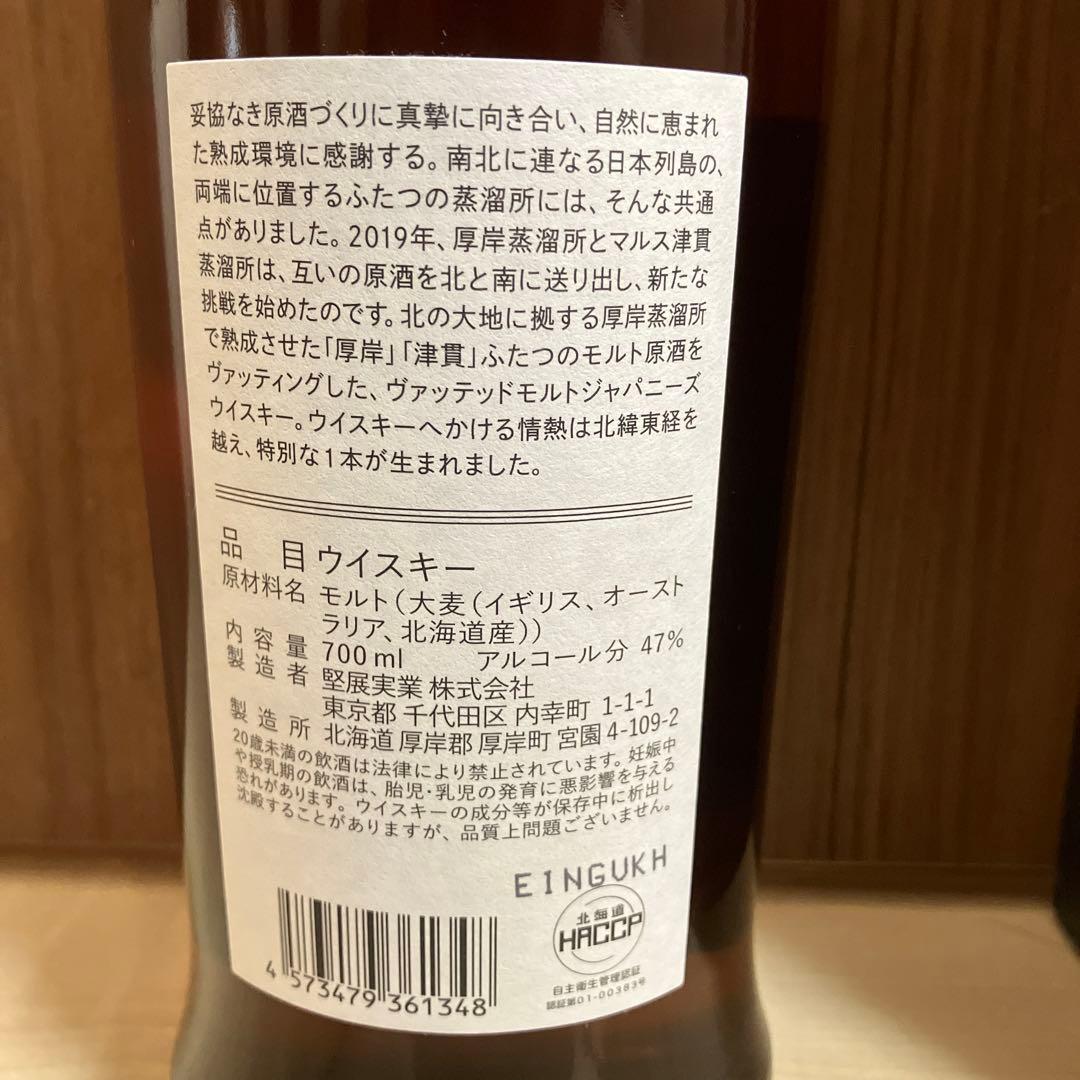 妥協なき原酒づくりに真摯に向き合い、自然に恵まれ
た熟成環境に感謝する。南北に連なる日本列島の、
両端に位置するふたつの蒸溜所には、そんな共通
点がありました。2019年、厚岸蒸溜所とマルス津貫
蒸溜所は、互いの原酒を北と南に送り出し、新たな
挑戦を始めたのです。北の大地に拠する厚岸蒸溜所
で熟成させた「厚岸」「津貫」ふたつのモルト原酒を
ヴァッティングした、ヴァッテッドモルトジャパニーズ
ウイスキー。ウイスキーへかける情熱は北緯東経を
越え、特別な1本が生まれました。
品目 ウイスキー
原材料名 モルト(大麦(イギリス、オースト
ラリア、北海道産))
内容量 700ml アルコール分 47%
製造者 堅展実業 株式会社
東京都 千代田区 内幸町 1-1-1
製造所 北海道 厚岸郡 厚岸町 宮園 4-109-2
20歳未満の飲酒は法律により禁止されています。妊娠中
や授乳期の飲酒は、胎児・乳児の発育に悪影響を与える
恐れがあります。ウイスキーの成分等が保存中に析出し
沈殿することがありますが、品質上問題ございません。
E1NGUKH
北海道
HACCP
自主衛生管理認証
認証第01-00383号
4 573479 361348